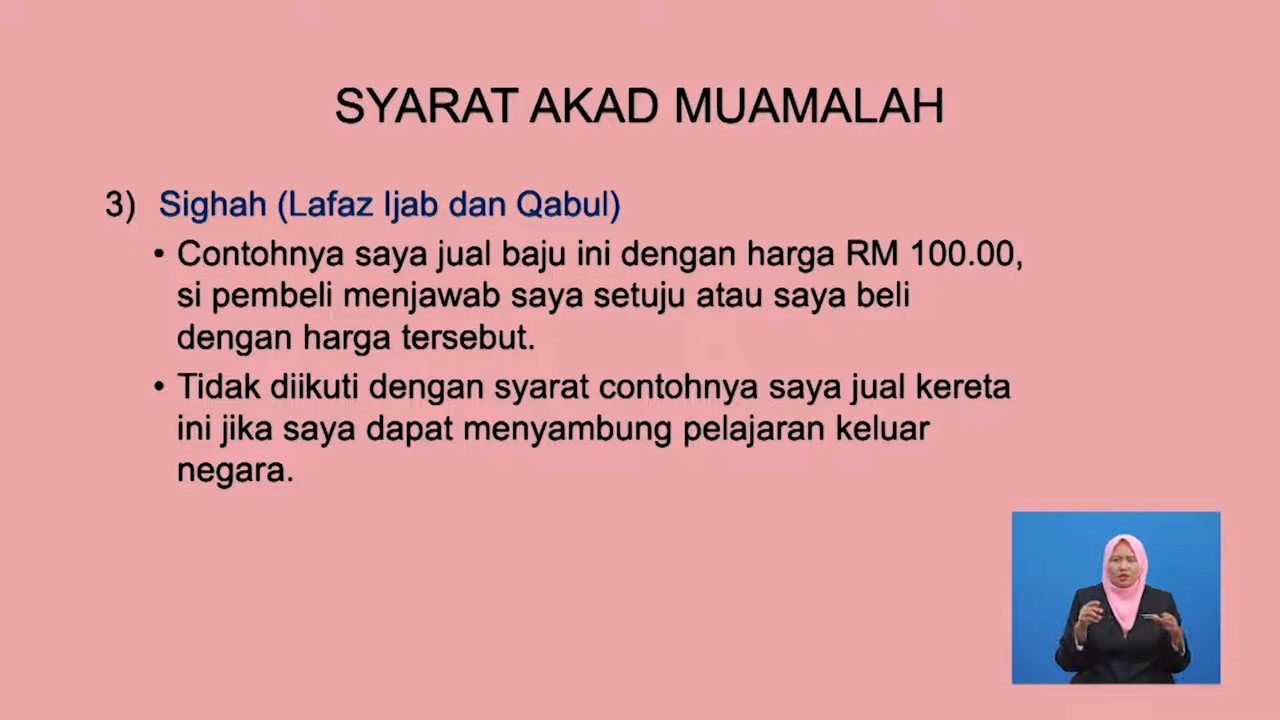 SYARAT AKAD MUAMALAH
3) Sighah (Lafaz Ijab dan Qabul)
• Contohnya saya jual baju ini dengan harga RM 100.00,
si pembeli menjawab saya setuju atau saya beli
dengan harga tersebut.
• Tidak diikuti dengan syarat contohnya saya jual kereta
ini jika saya dapat menyambung pelajaran keluar
negara.